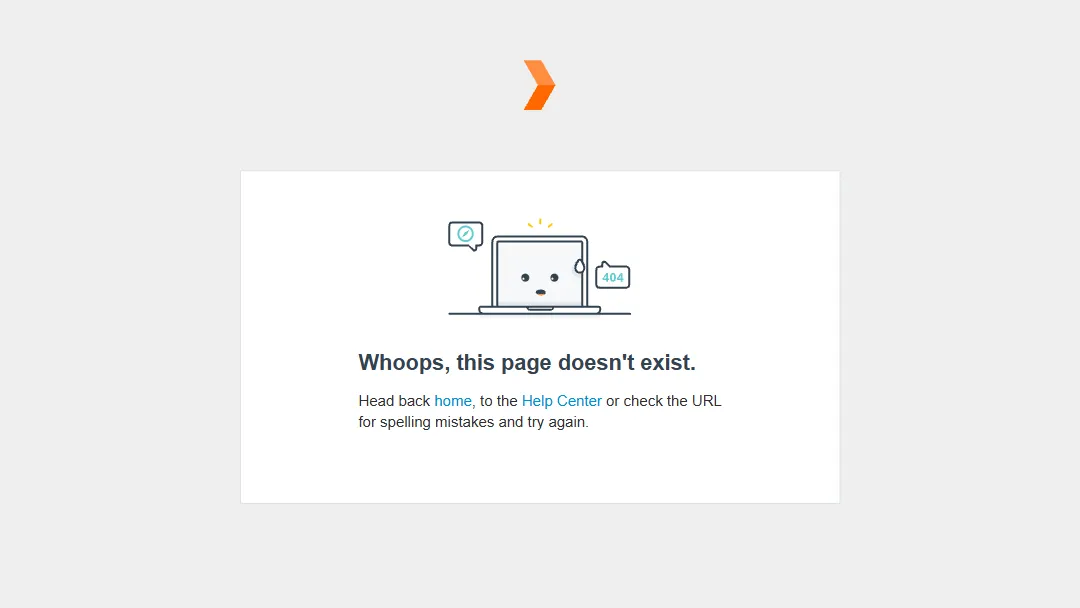 404
Whoops, this page doesn't exist.
Head back home, to the Help Center or check the URL
for spelling mistakes and try again.